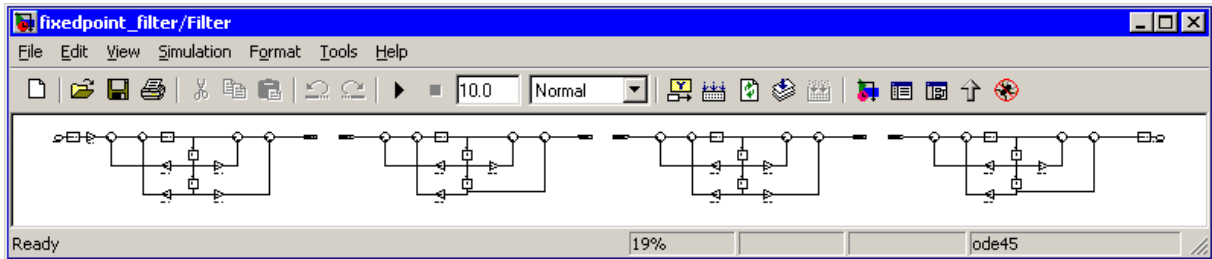 fixedpoint_filter/Filter
File Edit View Simulation Format Tools Help
10.0 Normal
Ready 19% ode45